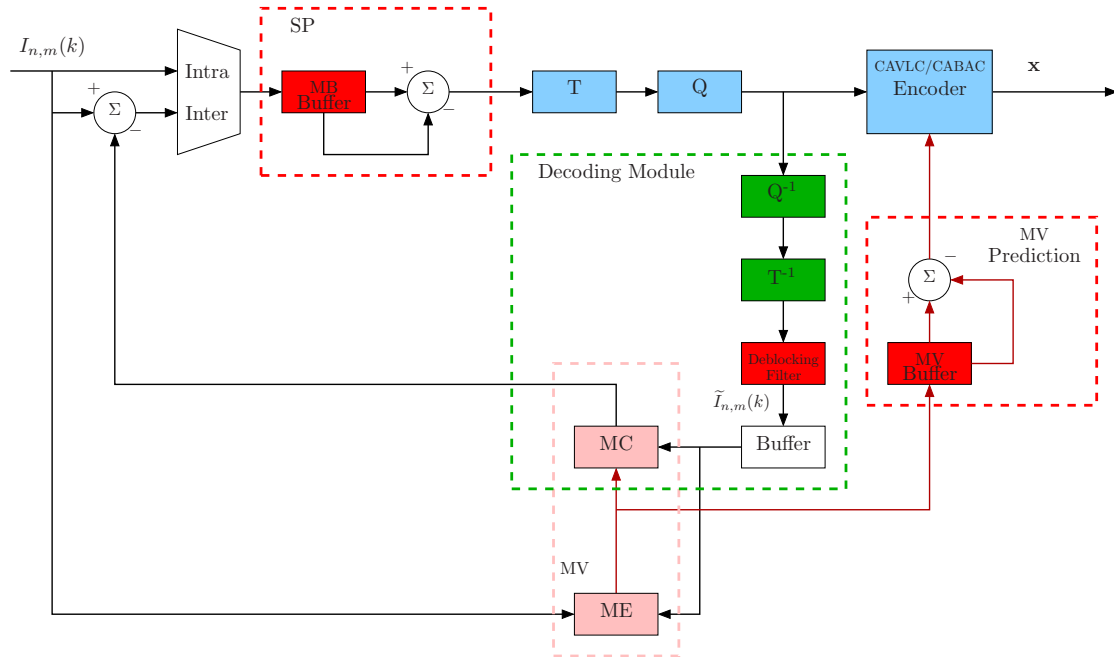 SP
I_{n,m}(k)
Intra
Inter
+
Σ
−
MB
Buffer
+
Σ
−
T
Q
CAVLC/CABAC
Encoder
x
Decoding Module
Q⁻¹
T⁻¹
Deblocking
Filter
Ĩ_{n,m}(k)
Buffer
MC
MV
ME
MV
Prediction
−
Σ
+
MV
Buffer